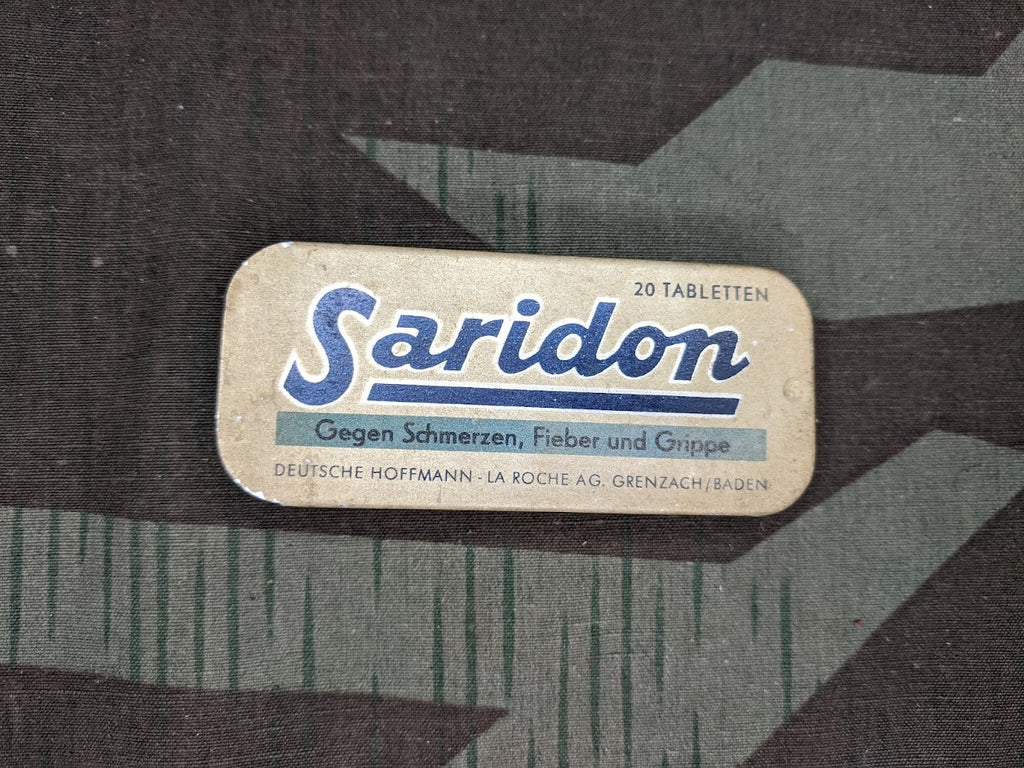 20 TABLETTEN
Saridon
Gegen Schmerzen, Fieber und Grippe
DEUTSCHE HOFFMANN - LA ROCHE AG. GRENZACH/BADEN